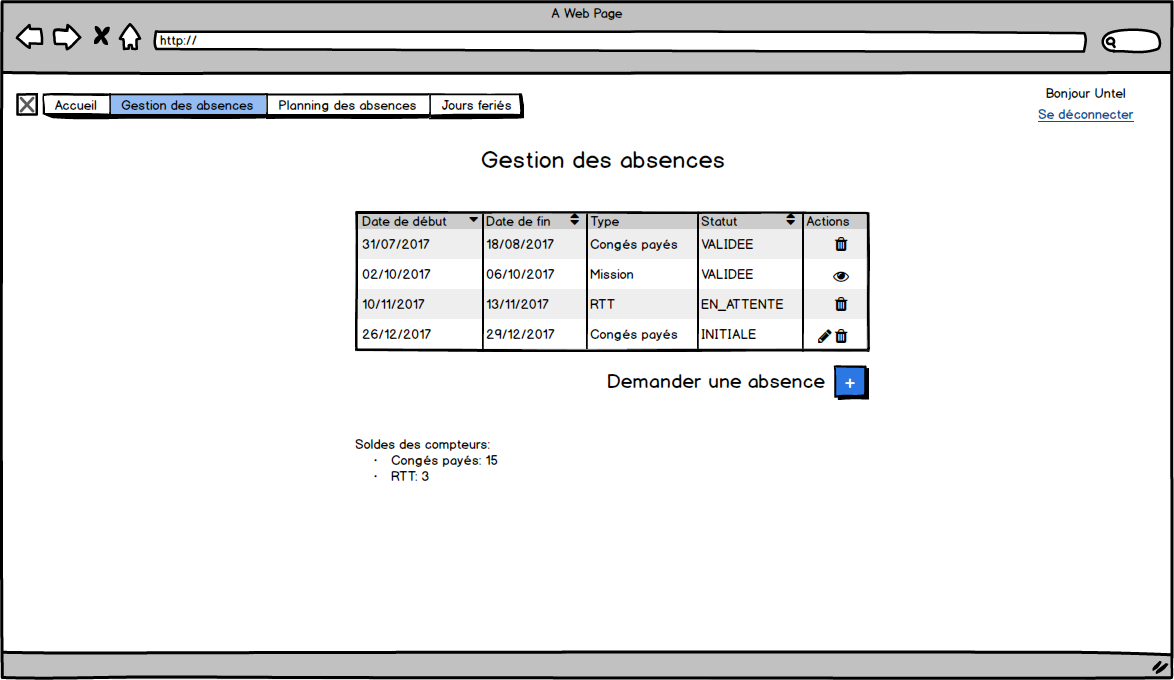 A Web Page
http://
Accueil Gestion des absences Planning des absences Jours feriés
Bonjour Untel
Se déconnecter
Gestion des absences
Date de début Date de fin Type Statut Actions
31/07/2017 18/08/2017 Congés payés VALIDEE
02/10/2017 06/10/2017 Mission VALIDEE
10/11/2017 13/11/2017 RTT EN_ATTENTE
26/12/2017 29/12/2017 Congés payés INITIALE
Demander une absence +
Soldes des compteurs:
· Congés payés: 15
· RTT: 3